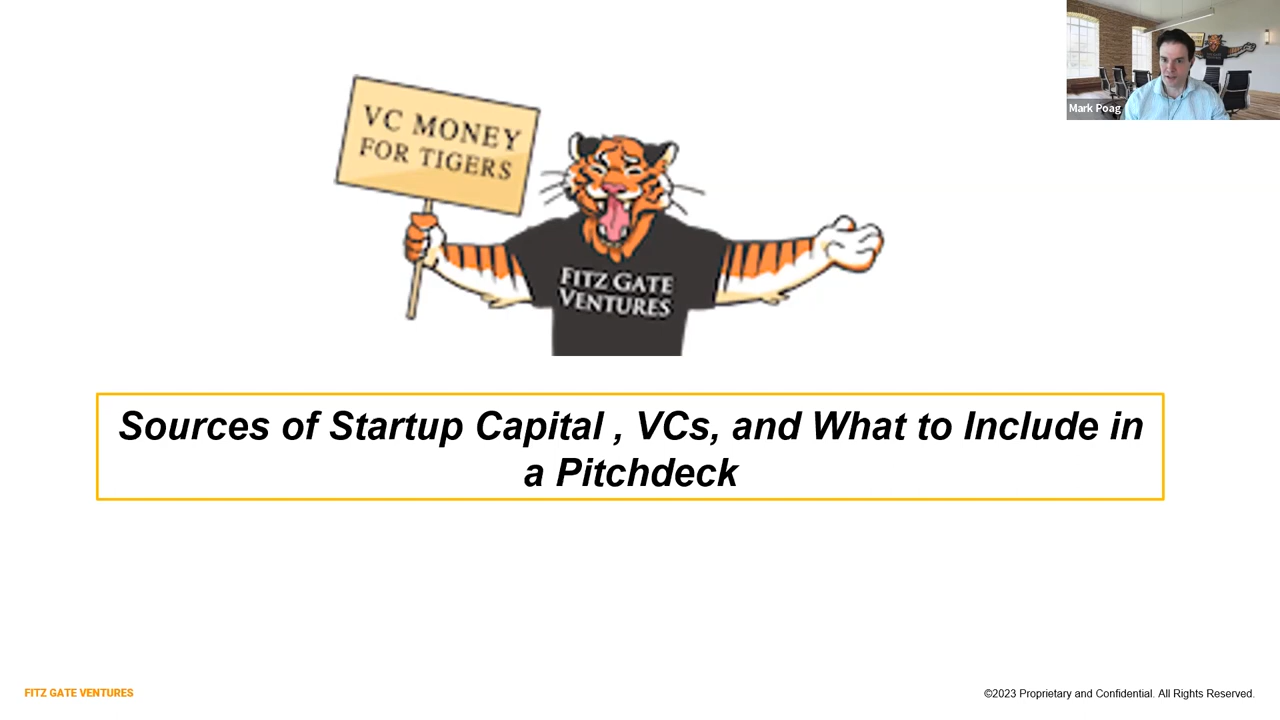 VC MONEY
FOR TIGERS
Mark Poag
FITZ GATE
VENTURES
Sources of Startup Capital , VCs, and What to Include in
a Pitchdeck
FITZ GATE VENTURES
©2023 Proprietary and Confidential. All Rights Reserved.